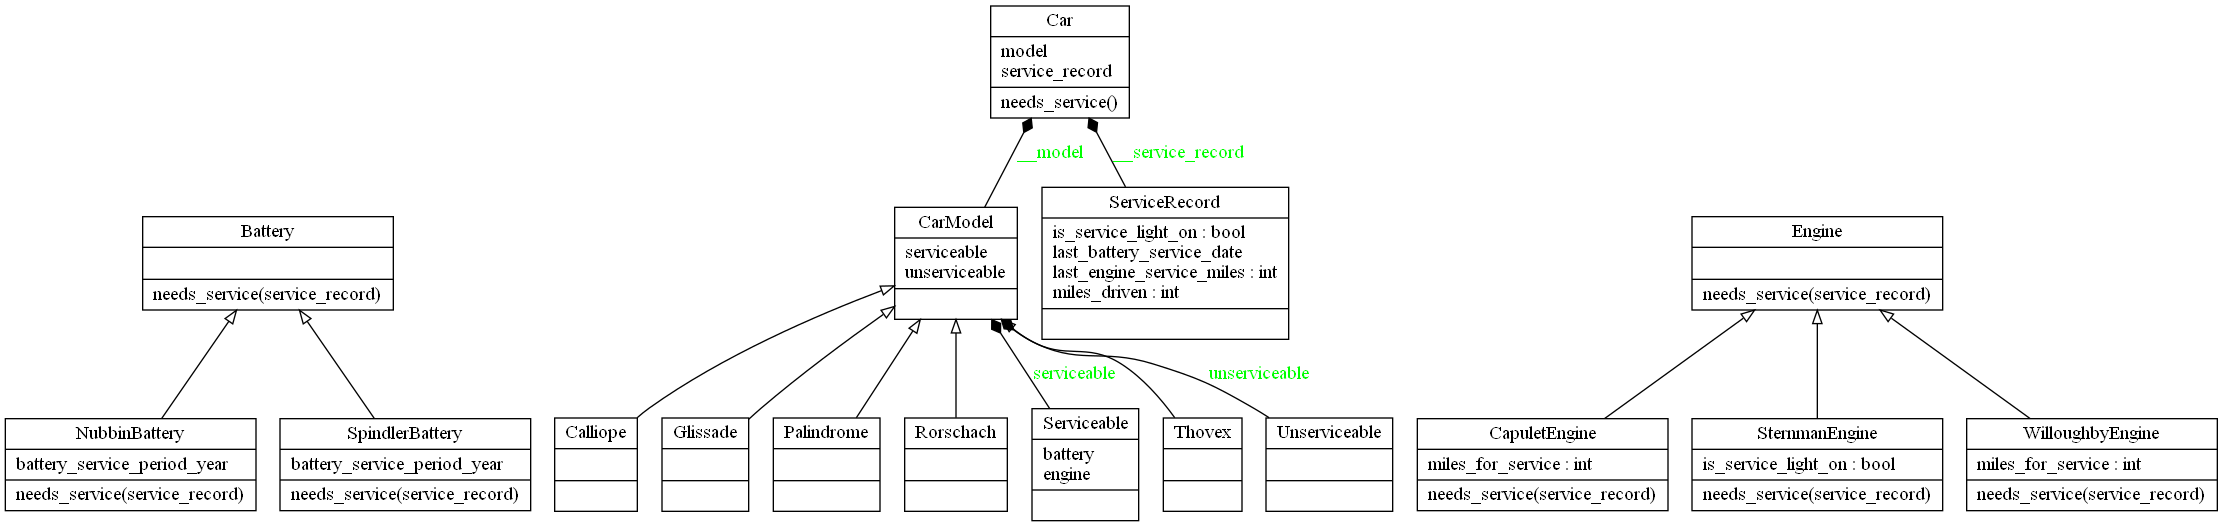 Car
model
service_record
needs_service()
__model
__service_record
Battery
needs_service(service_record)
CarModel
serviceable
unserviceable
ServiceRecord
is_service_light_on : bool
last_battery_service_date
last_engine_service_miles : int
miles_driven : int
Engine
needs_service(service_record)
serviceable
unserviceable
NubbinBattery
battery_service_period_year
needs_service(service_record)
SpindlerBattery
battery_service_period_year
needs_service(service_record)
Calliope
Glissade
Palindrome
Rorschach
Serviceable
battery
engine
Thovex
Unserviceable
CapuletEngine
miles_for_service : int
needs_service(service_record)
SternmanEngine
is_service_light_on : bool
needs_service(service_record)
WilloughbyEngine
miles_for_service : int
needs_service(service_record)